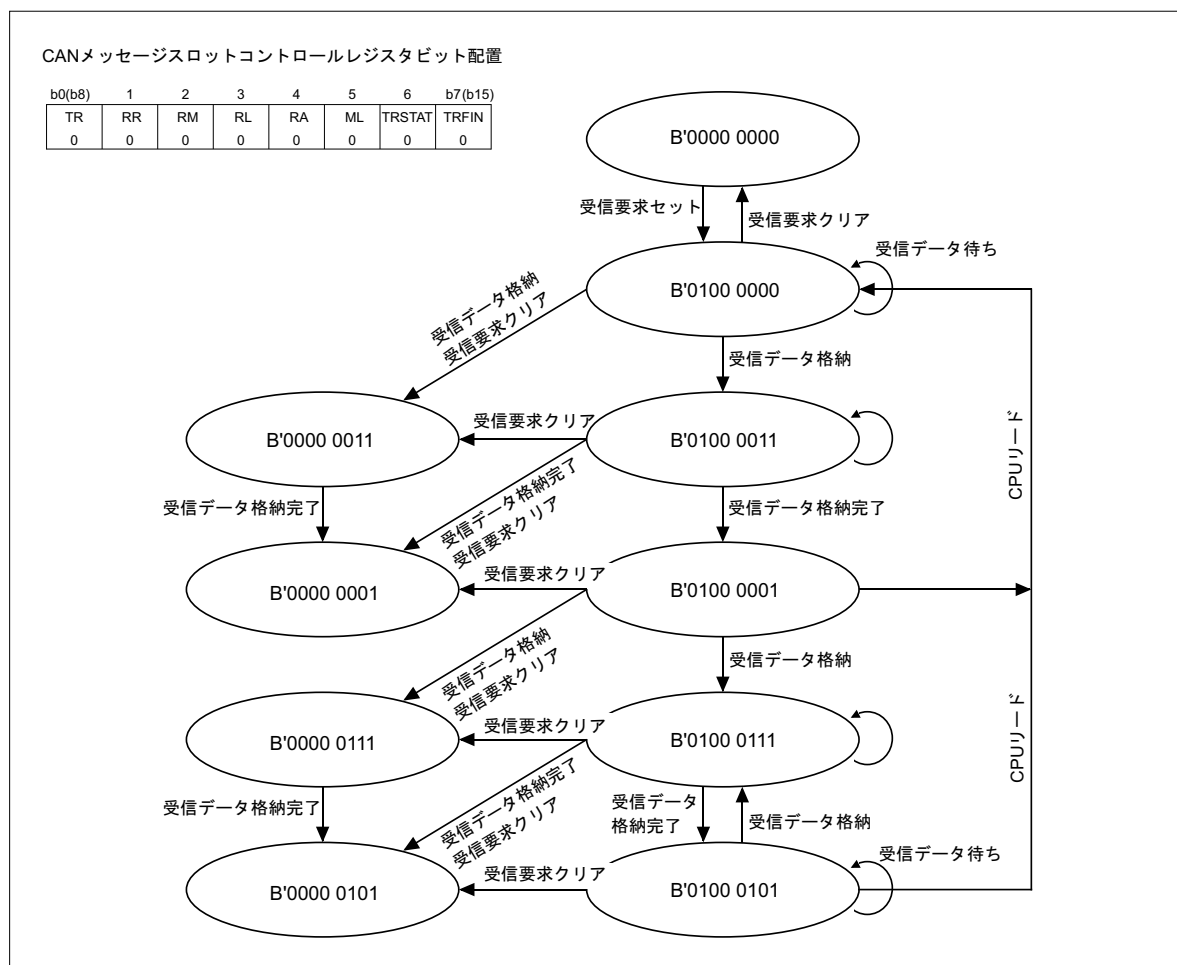 CANメッセージスロットコントロールレジスタビット配置
b0(b8) 1 2 3 4 5 6 b7(b15)
TR RR RM RL RA ML TRSTAT TRFIN
0 0 0 0 0 0 0 0
B'0000 0000
受信要求セット
受信要求クリア
B'0100 0000
受信データ待ち
受信データ格納
受信要求クリア
受信データ格納
B'0000 0011
受信要求クリア
B'0100 0011
CPUリード
受信データ格納完了
受信データ格納完了
受信要求クリア
受信データ格納完了
B'0000 0001
受信要求クリア
B'0100 0001
受信データ格納
受信要求クリア
受信データ格納
B'0000 0111
受信要求クリア
B'0100 0111
CPUリード
受信データ格納完了
受信データ格納完了
受信要求クリア
受信データ
格納完了
受信データ格納
B'0000 0101
受信要求クリア
B'0100 0101
受信データ待ち